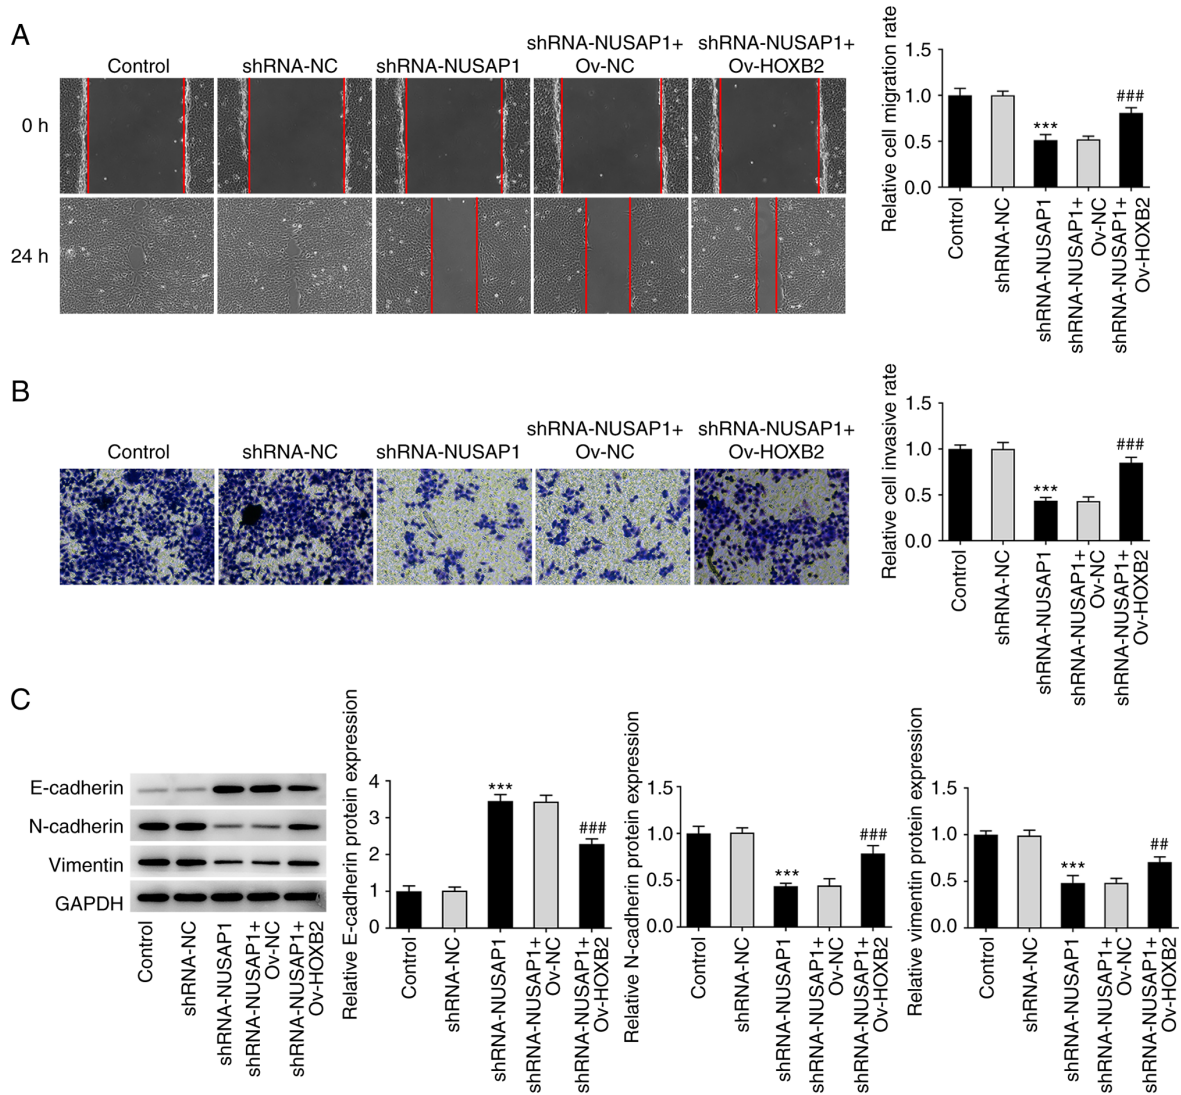 A
Control
shRNA-NC
shRNA-NUSAP1
shRNA-NUSAP1+
Ov-NC
shRNA-NUSAP1+
Ov-HOXB2
0 h
24 h
Relative cell migration rate
1.5
1.0
0.5
0.0
***
###
Control
shRNA-NC
shRNA-NUSAP1
shRNA-NUSAP1+
Ov-NC
shRNA-NUSAP1+
Ov-HOXB2
B
Control
shRNA-NC
shRNA-NUSAP1
shRNA-NUSAP1+
Ov-NC
shRNA-NUSAP1+
Ov-HOXB2
Relative cell invasive rate
1.5
1.0
0.5
0.0
***
###
Control
shRNA-NC
shRNA-NUSAP1
shRNA-NUSAP1+
Ov-NC
shRNA-NUSAP1+
Ov-HOXB2
C
E-cadherin
N-cadherin
Vimentin
GAPDH
Control
shRNA-NC
shRNA-NUSAP1
shRNA-NUSAP1+
Ov-NC
shRNA-NUSAP1+
Ov-HOXB2
Relative E-cadherin protein expression
4
3
2
1
0
***
###
Control
shRNA-NC
shRNA-NUSAP1
shRNA-NUSAP1+
Ov-NC
shRNA-NUSAP1+
Ov-HOXB2
Relative N-cadherin protein expression
1.5
1.0
0.5
0.0
***
###
Control
shRNA-NC
shRNA-NUSAP1
shRNA-NUSAP1+
Ov-NC
shRNA-NUSAP1+
Ov-HOXB2
Relative vimentin protein expression
1.5
1.0
0.5
0.0
***
##
Control
shRNA-NC
shRNA-NUSAP1
shRNA-NUSAP1+
Ov-NC
shRNA-NUSAP1+
Ov-HOXB2